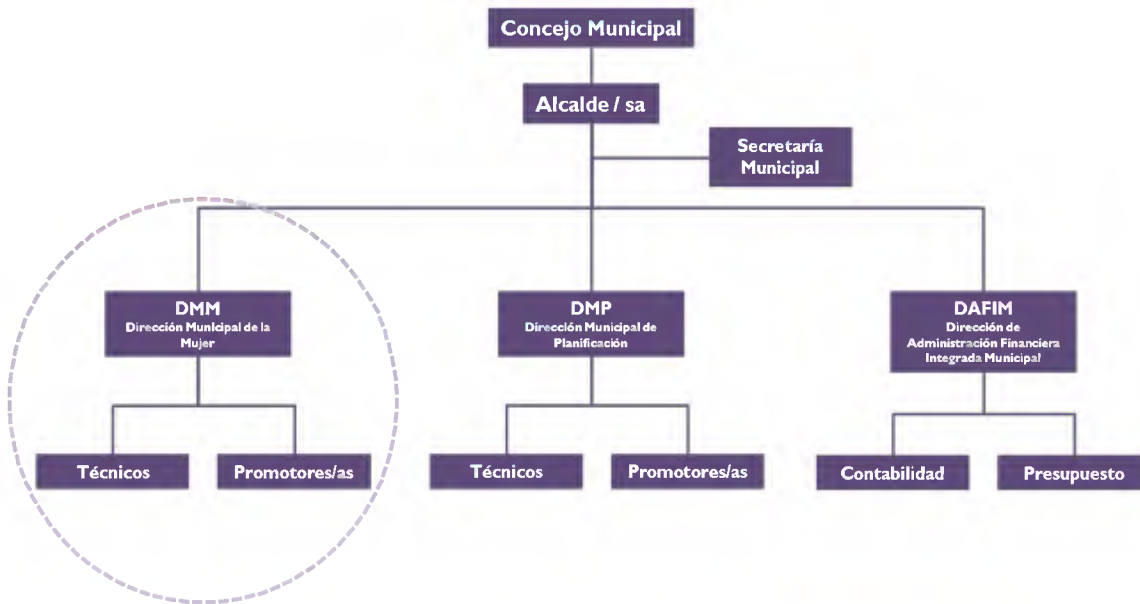 Concejo Municipal
Alcalde / sa
Secretaría
Municipal
DMM
Dirección Municipal de la
Mujer
DMP
Dirección Municipal de
Planificación
DAFIM
Dirección de
Administración Financiera
Integrada Municipal
Técnicos
Promotores/as
Técnicos
Promotores/as
Contabilidad
Presupuesto